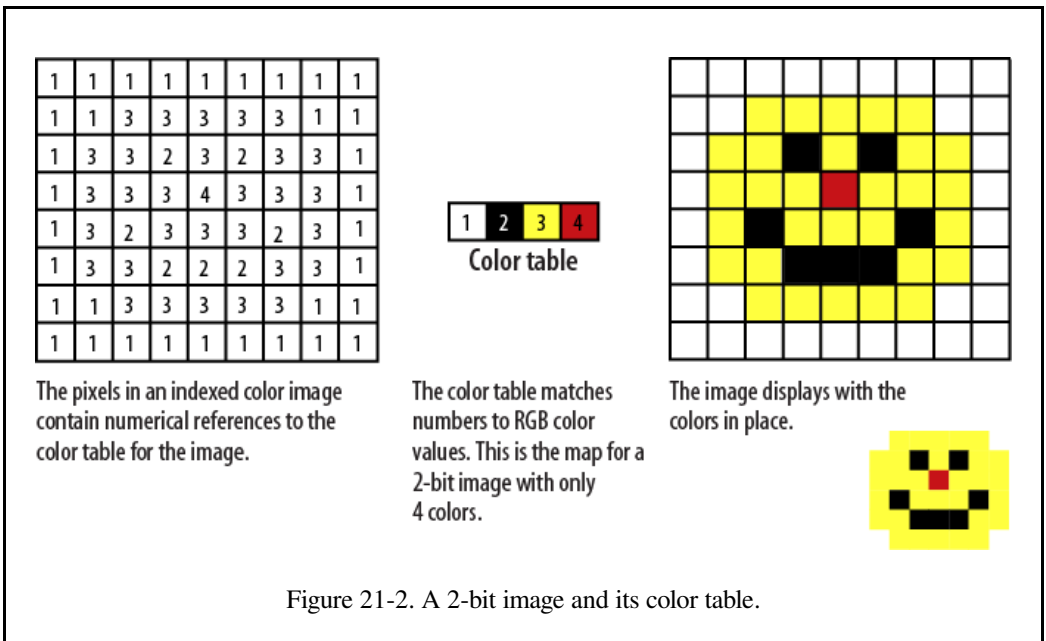 1 1 1 1 1 1 1 1 1
1 1 3 3 3 3 3 1 1
1 3 3 2 3 2 3 3 1
1 3 3 3 4 3 3 3 1
1 3 2 3 3 3 2 3 1
1 3 3 2 2 2 3 3 1
1 1 3 3 3 3 3 1 1
1 1 1 1 1 1 1 1 1
The pixels in an indexed color image
contain numerical references to the
color table for the image.
1 2 3 4
Color table
The color table matches
numbers to RGB color
values. This is the map for a
2-bit image with only
4 colors.
The image displays with the
colors in place.
Figure 21-2. A 2-bit image and its color table.